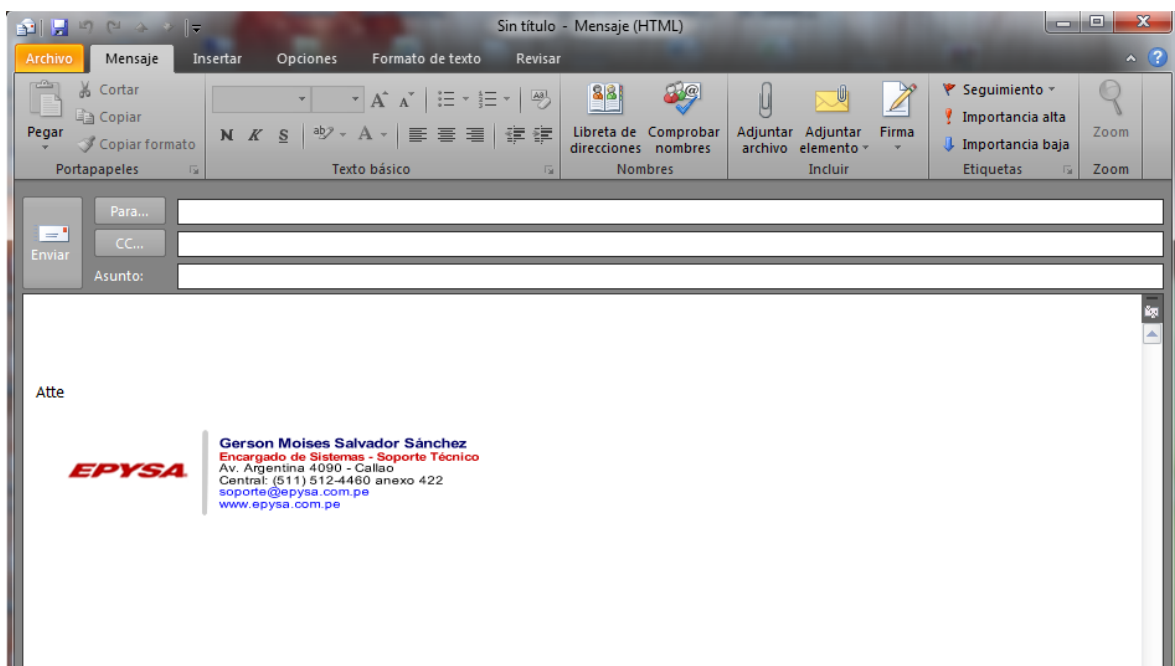 Sin título - Mensaje (HTML)
Archivo Mensaje Insertar Opciones Formato de texto Revisar
Pegar
Cortar
Copiar
Copiar formato
Portapapeles
N K S
Texto básico
Libreta de direcciones
Comprobar nombres
Nombres
Adjuntar archivo
Adjuntar elemento
Firma
Incluir
Seguimiento
Importancia alta
Importancia baja
Etiquetas
Zoom
Zoom
Enviar
Para...
CC...
Asunto:
Atte
EPYSA
Gerson Moises Salvador Sánchez
Encargado de Sistemas - Soporte Técnico
Av. Argentina 4090 - Callao
Central: (511) 512-4460 anexo 422
soporte@epysa.com.pe
www.epysa.com.pe